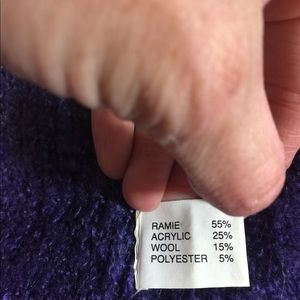 RAMIE 55%
ACRYLIC 25%
WOOL 15%
POLYESTER 5%